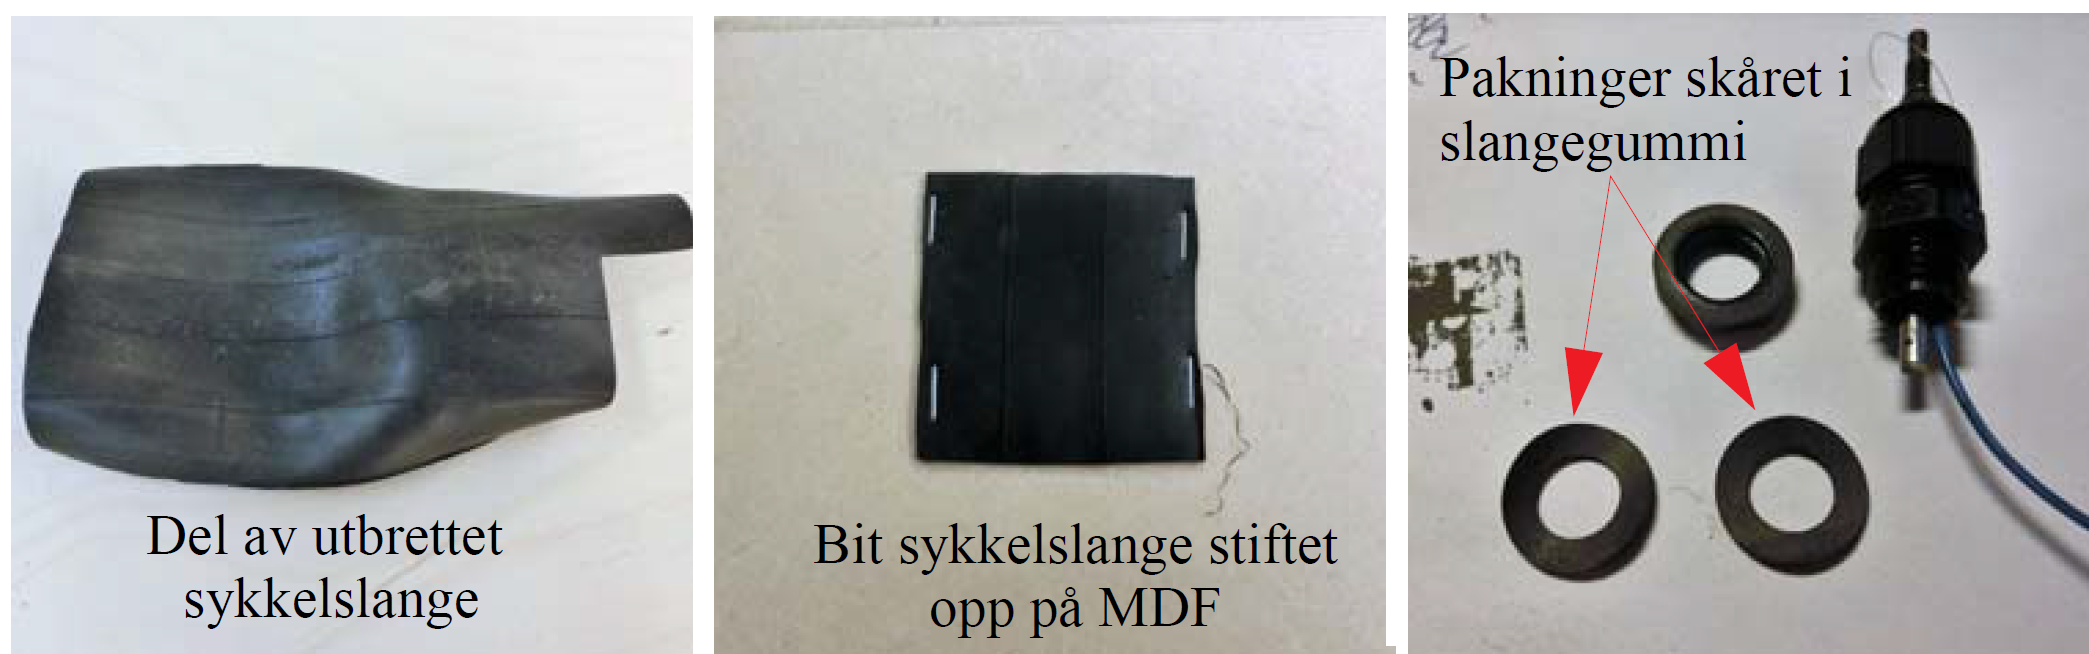 Del av utbrettet
sykkelslange
Bit sykkelslange stiftet
opp på MDF
Pakninger skåret i
slangegummi